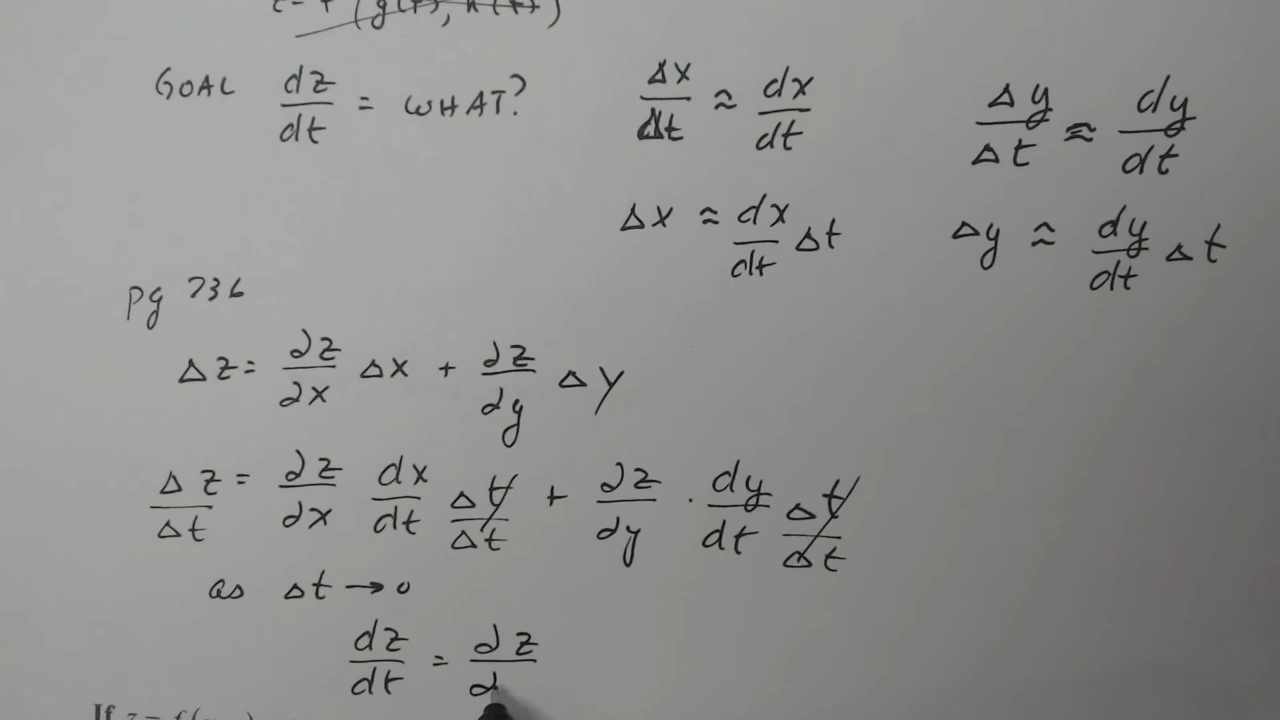 z = f(g(t), h(t))
GOAL dz/dt = WHAT? Δx/Δt ≈ dx/dt Δy/Δt ≈ dy/dt
Δx ≈ dx/dt Δt Δy ≈ dy/dt Δt
pg 736
Δz = ∂z/∂x Δx + ∂z/∂y Δy
Δz/Δt = ∂z/∂x dx/dt Δt/Δt + ∂z/∂y · dy/dt Δt/Δt
as Δt → 0
dz/dt = ∂z/∂
If z =